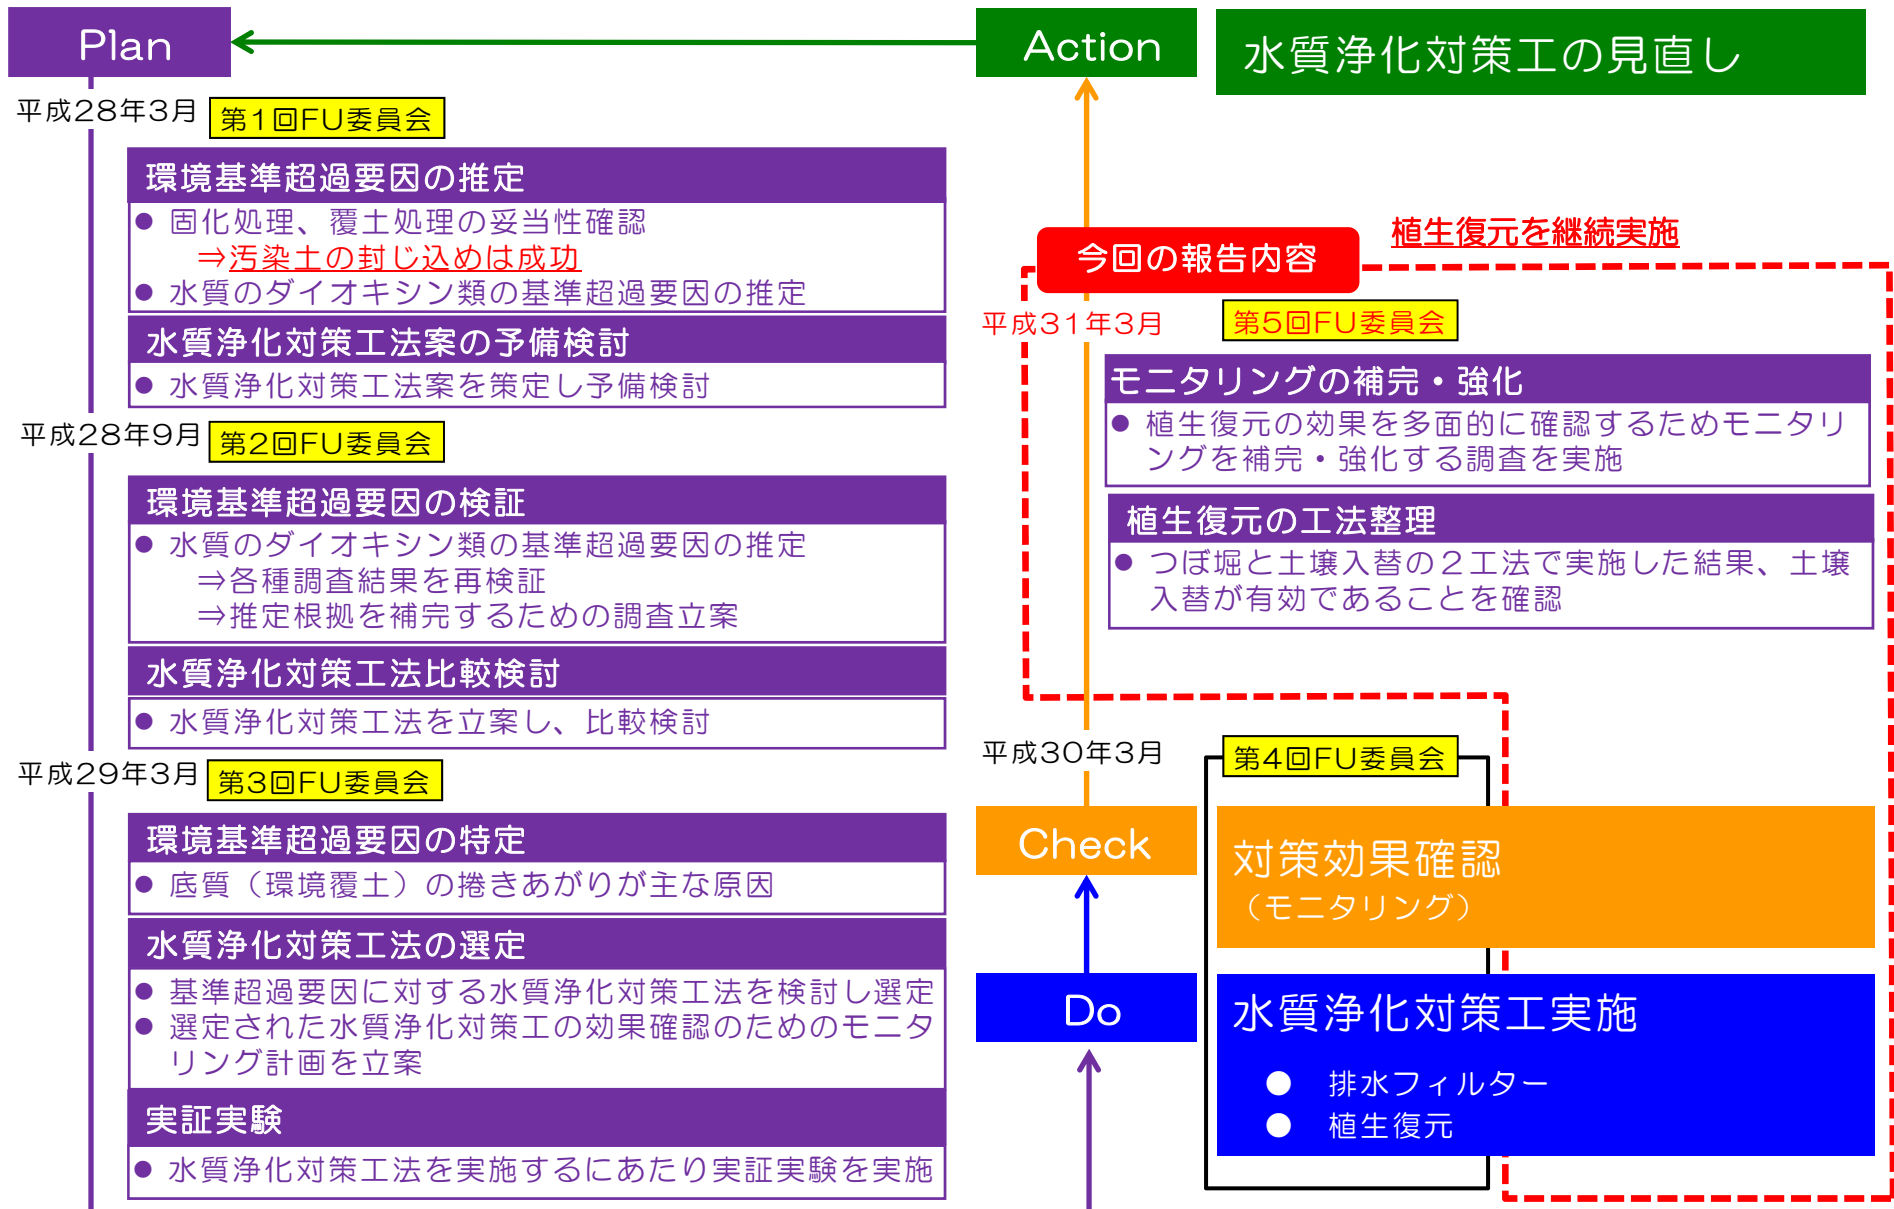 Plan
平成28年3月
第1回FU委員会
環境基準超過要因の推定
● 固化処理、覆土処理の妥当性確認
⇒汚染土の封じ込めは成功
● 水質のダイオキシン類の基準超過要因の推定
水質浄化対策工法案の予備検討
● 水質浄化対策工法案を策定し予備検討
平成28年9月
第2回FU委員会
環境基準超過要因の検証
● 水質のダイオキシン類の基準超過要因の推定
⇒各種調査結果を再検証
⇒推定根拠を補完するための調査立案
水質浄化対策工法比較検討
● 水質浄化対策工法を立案し、比較検討
平成29年3月
第3回FU委員会
環境基準超過要因の特定
● 底質（環境覆土）の捲きあがりが主な原因
水質浄化対策工法の選定
● 基準超過要因に対する水質浄化対策工法を検討し選定
● 選定された水質浄化対策工の効果確認のためのモニタ
リング計画を立案
実証実験
● 水質浄化対策工法を実施するにあたり実証実験を実施
Action
水質浄化対策工の見直し
今回の報告内容
植生復元を継続実施
平成31年3月
第5回FU委員会
モニタリングの補完・強化
● 植生復元の効果を多面的に確認するためモニタリ
ングを補完・強化する調査を実施
植生復元の工法整理
● つぼ堀と土壌入替の２工法で実施した結果、土壌
入替が有効であることを確認
平成30年3月
第4回FU委員会
Check
対策効果確認
（モニタリング）
Do
水質浄化対策工実施
● 排水フィルター
● 植生復元